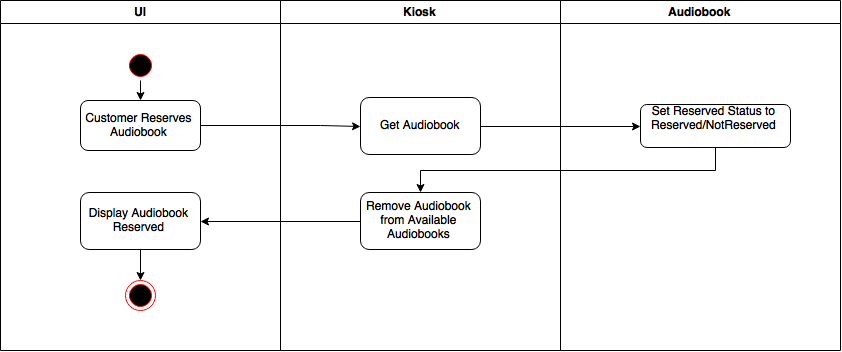 UI
Kiosk
Audiobook
Customer Reserves
Audiobook
Get Audiobook
Set Reserved Status to
Reserved/NotReserved
Display Audiobook
Reserved
Remove Audiobook
from Available
Audiobooks